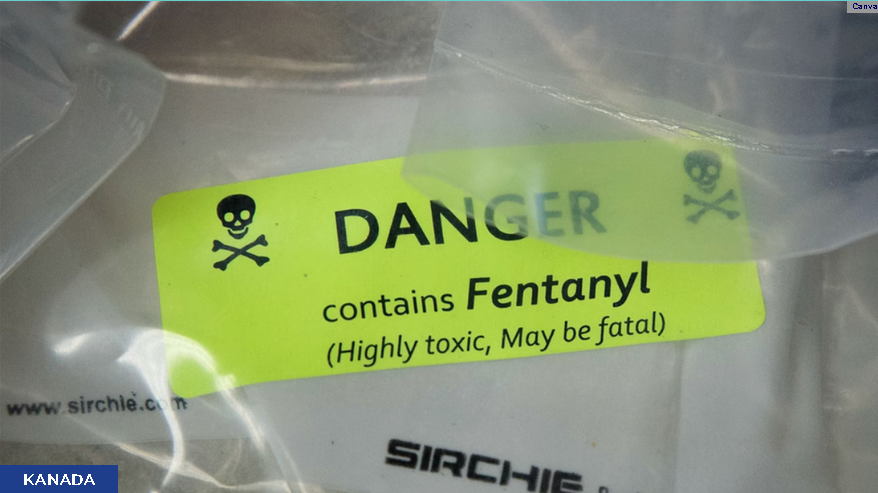 Canva
DANGER
contains Fentanyl
(Highly toxic, May be fatal)
www.sirchie.com
SIRCHIE
KANADA